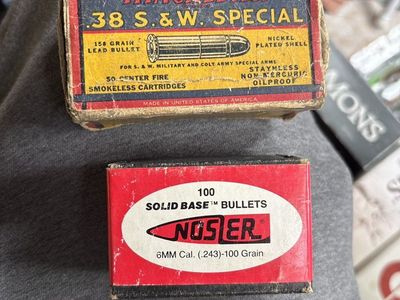 .38 S. & W. SPECIAL
158 GRAIN
LEAD BULLET
NICKEL
PLATED SHELL
FOR S. & W. MILITARY AND COLT ARMY SPECIAL ARMS
50 CENTER FIRE
SMOKELESS CARTRIDGES
STAYNLESS
NON-MERCURIC
OILPROOF
MADE IN UNITED STATES OF AMERICA
100
SOLID BASE™ BULLETS
NOSLER
6MM Cal. (.243)-100 Grain